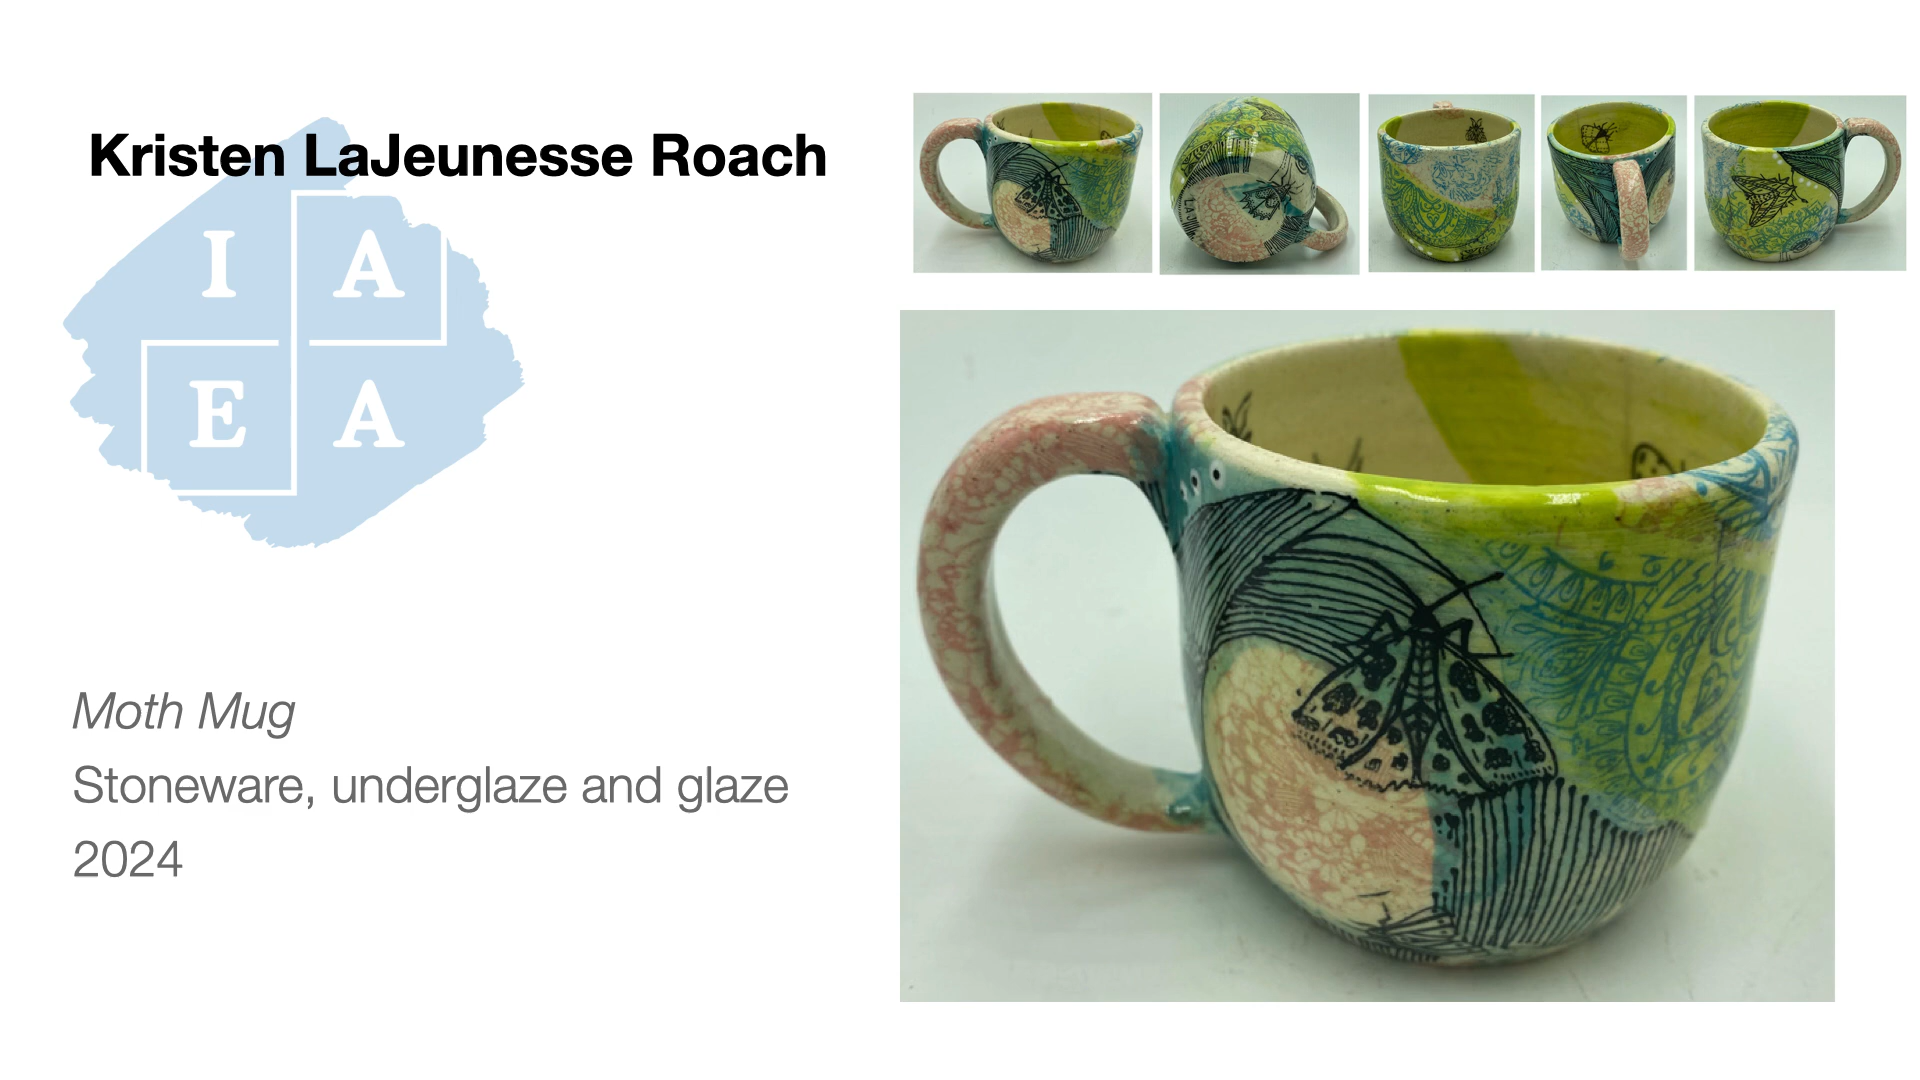 Kristen LaJeunesse Roach
I A
E A
Moth Mug
Stoneware, underglaze and glaze
2024